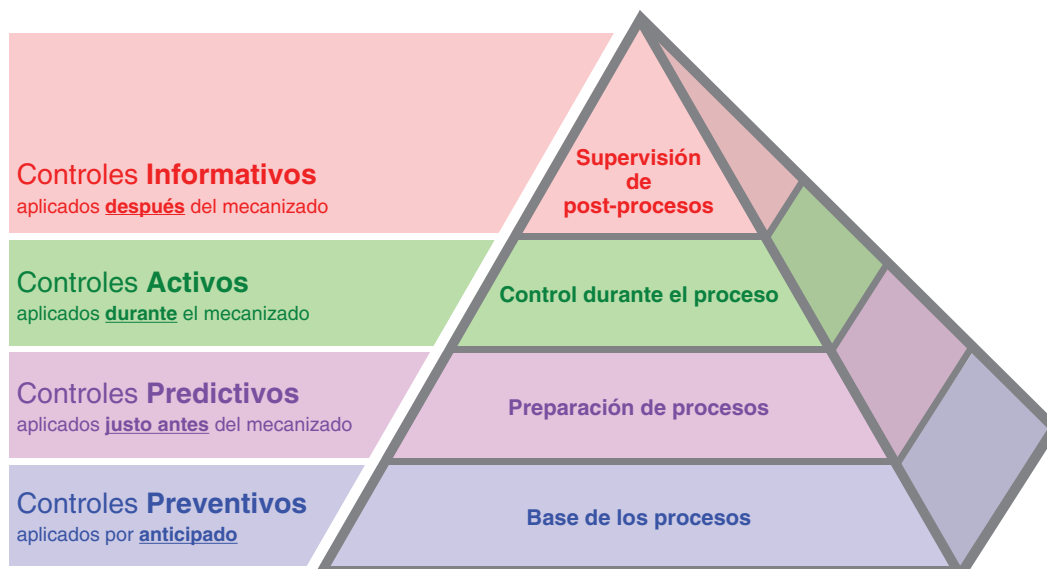 Controles Informativos
aplicados después del mecanizado
Supervisión
de
post-procesos
Controles Activos
aplicados durante el mecanizado
Control durante el proceso
Controles Predictivos
aplicados justo antes del mecanizado
Preparación de procesos
Controles Preventivos
aplicados por anticipado
Base de los procesos